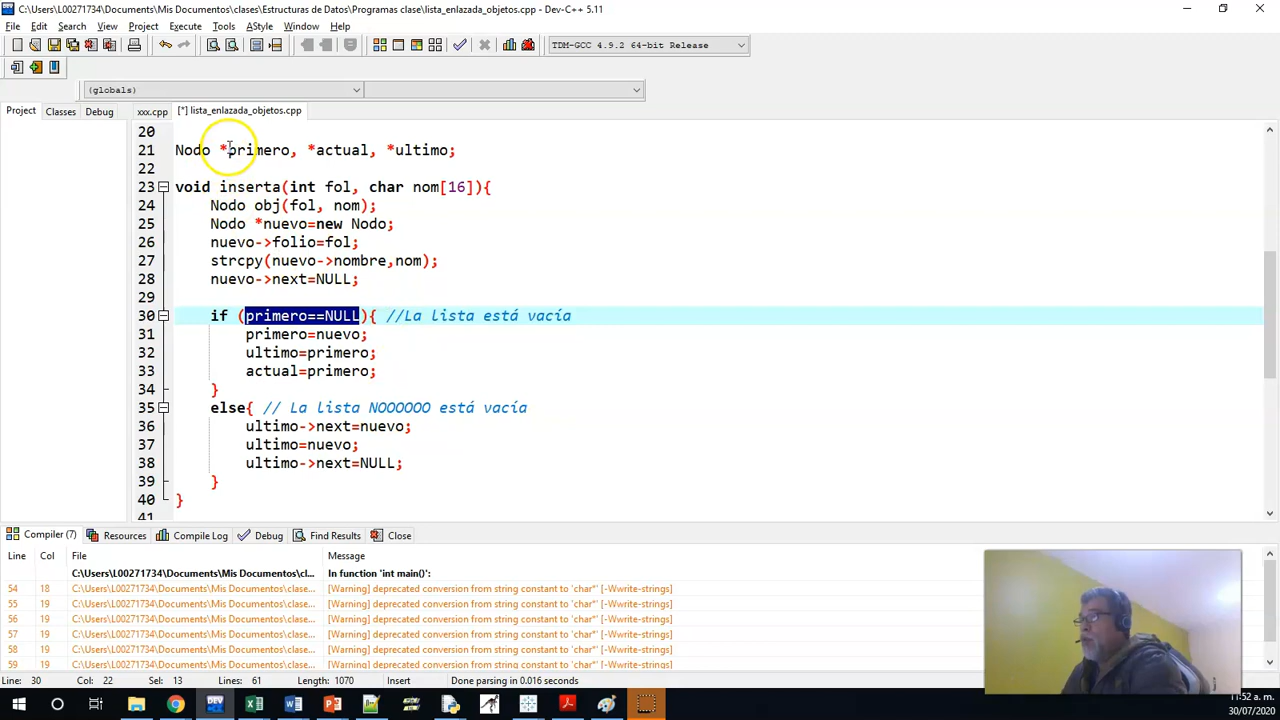 C:\Users\L00271734\Documents\Mis Documentos\clases\Estructuras de Datos\Programas clase\lista_enlazada_objetos.cpp - Dev-C++ 5.11
File Edit Search View Project Execute Tools AStyle Window Help
TDM-GCC 4.9.2 64-bit Release
(globals)
Project Classes Debug xxx.cpp [*] lista_enlazada_objetos.cpp
20
21 Nodo *primero, *actual, *ultimo;
22
23 void inserta(int fol, char nom[16]){
24 Nodo obj(fol, nom);
25 Nodo *nuevo=new Nodo;
26 nuevo->folio=fol;
27 strcpy(nuevo->nombre,nom);
28 nuevo->next=NULL;
29
30 if (primero==NULL){ //La lista está vacía
31 primero=nuevo;
32 ultimo=primero;
33 actual=primero;
34 }
35 else{ // La lista NOOOOOO está vacía
36 ultimo->next=nuevo;
37 ultimo=nuevo;
38 ultimo->next=NULL;
39 }
40 }
41
Compiler (7) Resources Compile Log Debug Find Results Close
Line Col File Message
C:\Users\L00271734\Documents\Mis Documentos\cl... In function 'int main()':
54 18 C:\Users\L00271734\Documents\Mis Documentos\clase... [Warning] deprecated conversion from string constant to 'char*' [-Wwrite-strings]
55 19 C:\Users\L00271734\Documents\Mis Documentos\clase... [Warning] deprecated conversion from string constant to 'char*' [-Wwrite-strings]
56 19 C:\Users\L00271734\Documents\Mis Documentos\clase... [Warning] deprecated conversion from string constant to 'char*' [-Wwrite-strings]
57 19 C:\Users\L00271734\Documents\Mis Documentos\clase... [Warning] deprecated conversion from string constant to 'char*' [-Wwrite-strings]
58 19 C:\Users\L00271734\Documents\Mis Documentos\clase... [Warning] deprecated conversion from string constant to 'char*' [-Wwrite-strings]
59 19 C:\Users\L00271734\Documents\Mis Documentos\clase... [Warning] deprecated conversion from string constant to 'char*' [-Wwrite-strings]
Line: 30 Col: 22 Sel: 13 Lines: 61 Length: 1070 Insert Done parsing in 0.016 seconds
DEV
11:52 a. m.
30/07/2020